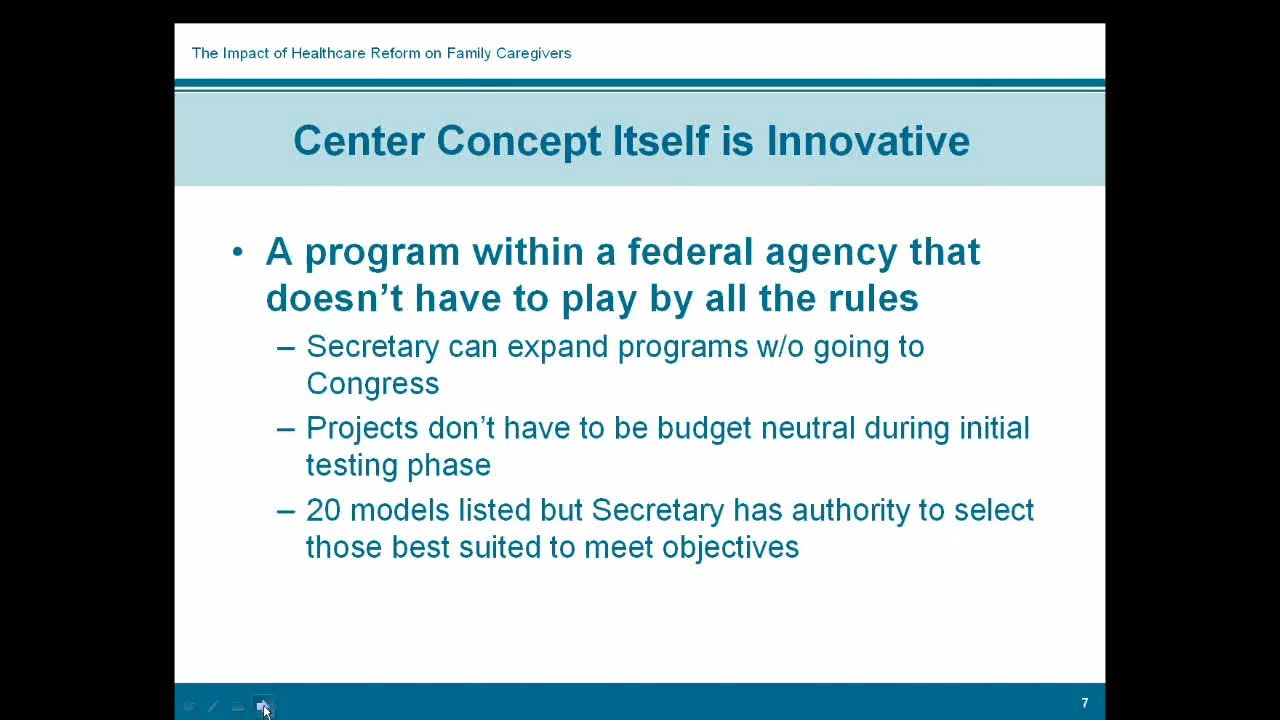 The Impact of Healthcare Reform on Family Caregivers
Center Concept Itself is Innovative
• A program within a federal agency that
doesn’t have to play by all the rules
– Secretary can expand programs w/o going to
Congress
– Projects don’t have to be budget neutral during initial
testing phase
– 20 models listed but Secretary has authority to select
those best suited to meet objectives
7